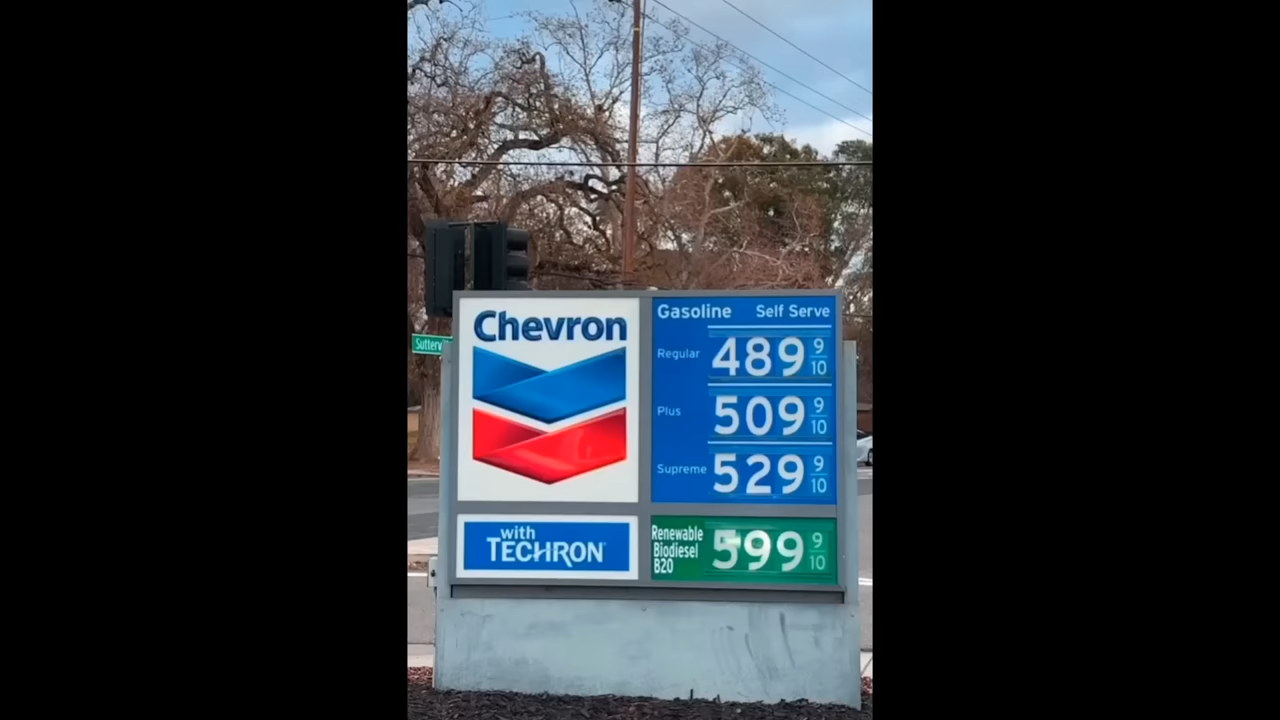 Chevron
with
TECHRON
Gasoline Self Serve
Regular 489 9/10
Plus 509 9/10
Supreme 529 9/10
Renewable
Biodiesel
B20
599 9/10